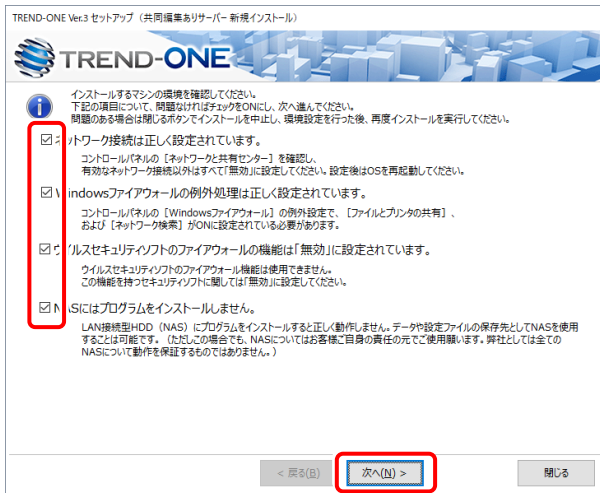 TREND-ONE Ver.3 セットアップ（共同編集ありサーバー 新規インストール）
TREND-ONE
インストールするマシンの環境を確認してください。
下記の項目について、問題なければチェックをONにし、次へ進んでください。
問題のある場合は閉じるボタンでインストールを中止し、環境設定を行った後、再度インストールを実行してください。
ネットワーク接続は正しく設定されています。
コントロールパネルの［ネットワークと共有センター］を確認し、
有効なネットワーク接続以外はすべて「無効」に設定してください。設定後はOSを再起動してください。
Windowsファイアウォールの例外処理は正しく設定されています。
コントロールパネルの［Windowsファイアウォール］の例外設定で、［ファイルとプリンタの共有］、
および［ネットワーク検索］がONに設定されている必要があります。
ウイルスセキュリティソフトのファイアウォールの機能は「無効」に設定されています。
ウイルスセキュリティソフトのファイアウォール機能は使用できません。
この機能を持つセキュリティソフトに関しては「無効」に設定してください。
NASにはプログラムをインストールしません。
LAN接続型HDD（NAS）にプログラムをインストールすると正しく動作しません。データや設定ファイルの保存先としてNASを使用
することは可能です。（ただしこの場合でも、NASについてはお客様ご自身の責任の元でご使用願います。弊社としては全ての
NASについて動作を保証するものではありません。）
< 戻る(B) 次へ(N) > 閉じる